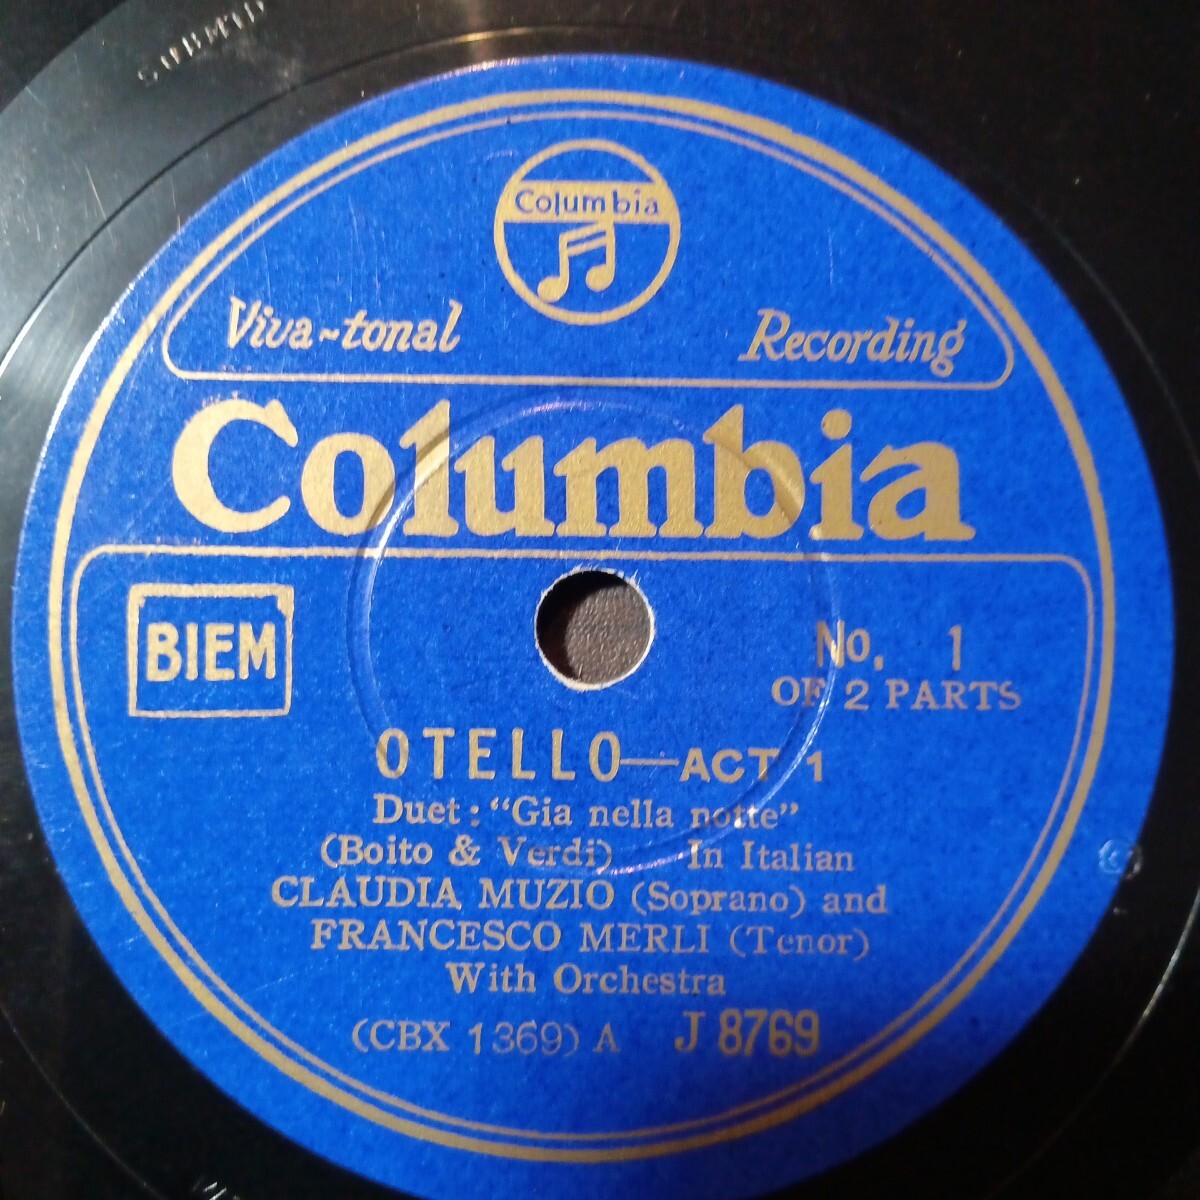 Columbia
Viva-tonal Recording
Columbia
BIEM
No. 1
OF 2 PARTS
OTELLO—ACT 1
Duet: "Gia nella notte"
(Boito & Verdi) In Italian
CLAUDIA MUZIO (Soprano) and
FRANCESCO MERLI (Tenor)
With Orchestra
(CBX 1369) A J 8769